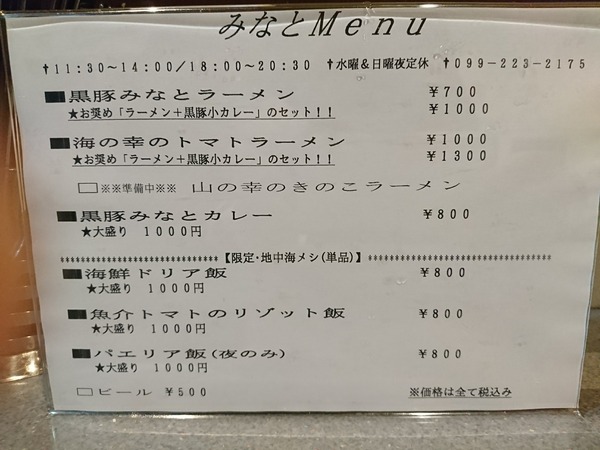 みなとMenu
✝11:30～14:00/18:00～20:30 ✝水曜＆日曜夜定休 ✝099-223-2175
■黒豚みなとラーメン ¥700
★お奨め「ラーメン＋黒豚小カレー」のセット！！ ¥1000
■海の幸のトマトラーメン ¥1000
★お奨め「ラーメン＋黒豚小カレー」のセット！！ ¥1300
□※※準備中※※ 山の幸のきのこラーメン
■黒豚みなとカレー ¥800
★大盛り 1000円
****************************【限定・地中海メシ(単品)】********************************
■海鮮ドリア飯 ¥800
★大盛り 1000円
■魚介トマトのリゾット飯 ¥800
★大盛り 1000円
■パエリア飯(夜のみ) ¥800
★大盛り 1000円
□ビール ¥500 ※価格は全て税込み